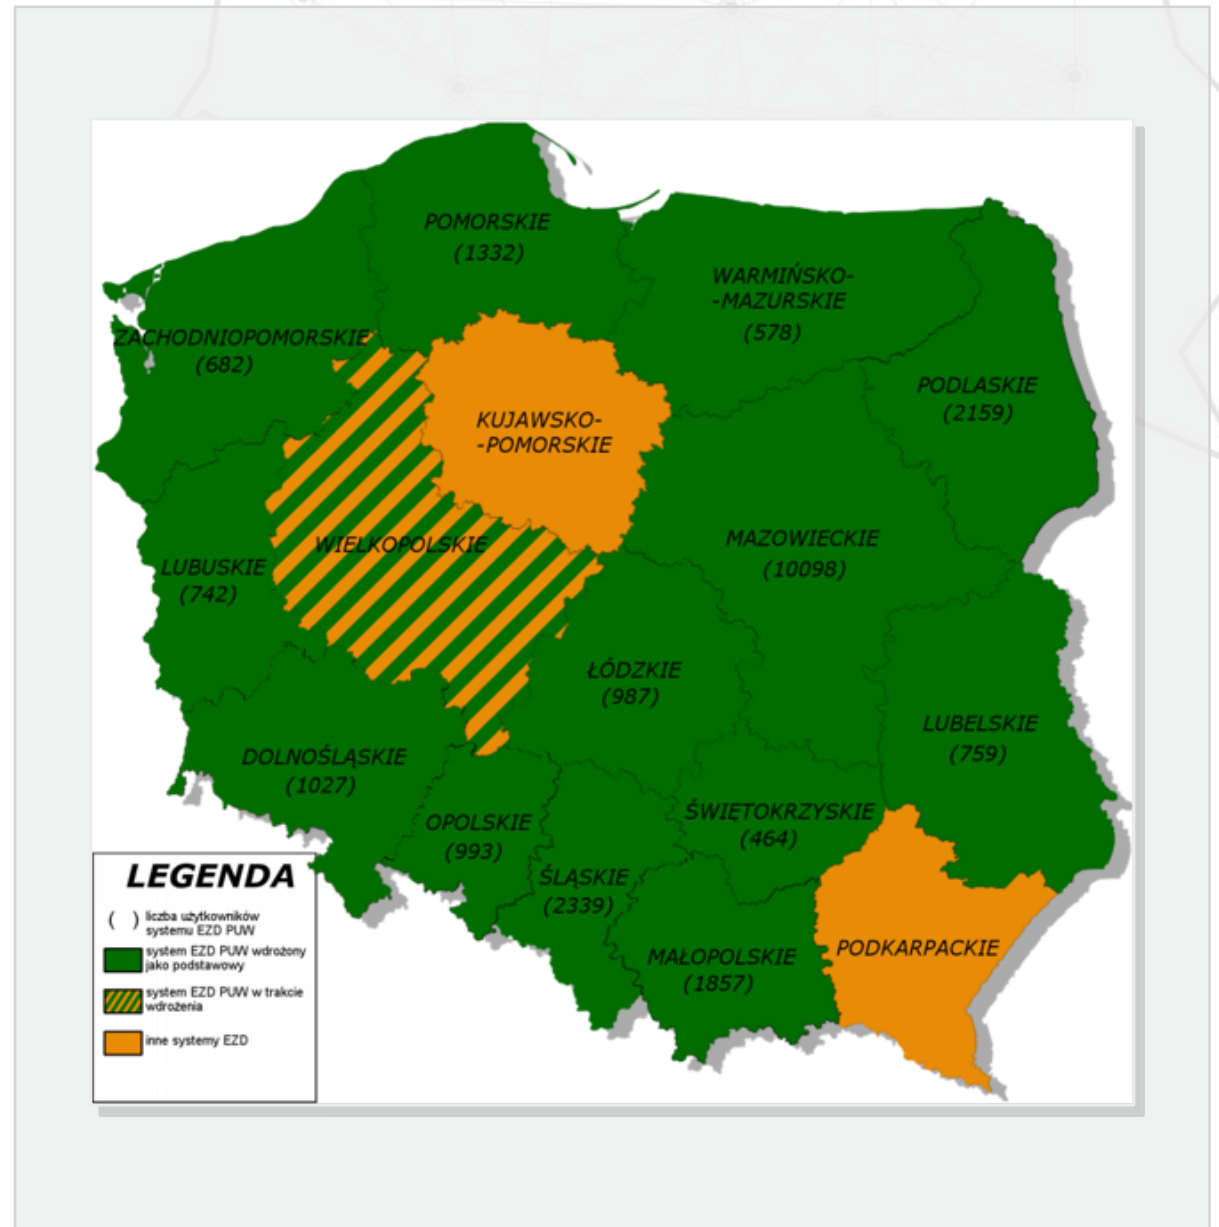 POMORSKIE
(1332)
WARMIŃSKO-
-MAZURSKIE
(578)
ZACHODNIOPOMORSKIE
(682)
PODLASKIE
(2159)
KUJAWSKO-
-POMORSKIE
WIELKOPOLSKIE
MAZOWIECKIE
(10098)
LUBUSKIE
(742)
ŁÓDZKIE
(987)
LUBELSKIE
(759)
DOLNOŚLĄSKIE
(1027)
OPOLSKIE
(993)
ŚWIĘTOKRZYSKIE
(464)
ŚLĄSKIE
(2339)
MAŁOPOLSKIE
(1857)
PODKARPACKIE
LEGENDA
( ) liczba użytkowników
systemu EZD PUW
system EZD PUW wdrożony
jako podstawowy
system EZD PUW w trakcie
wdrożenia
inne systemy EZD